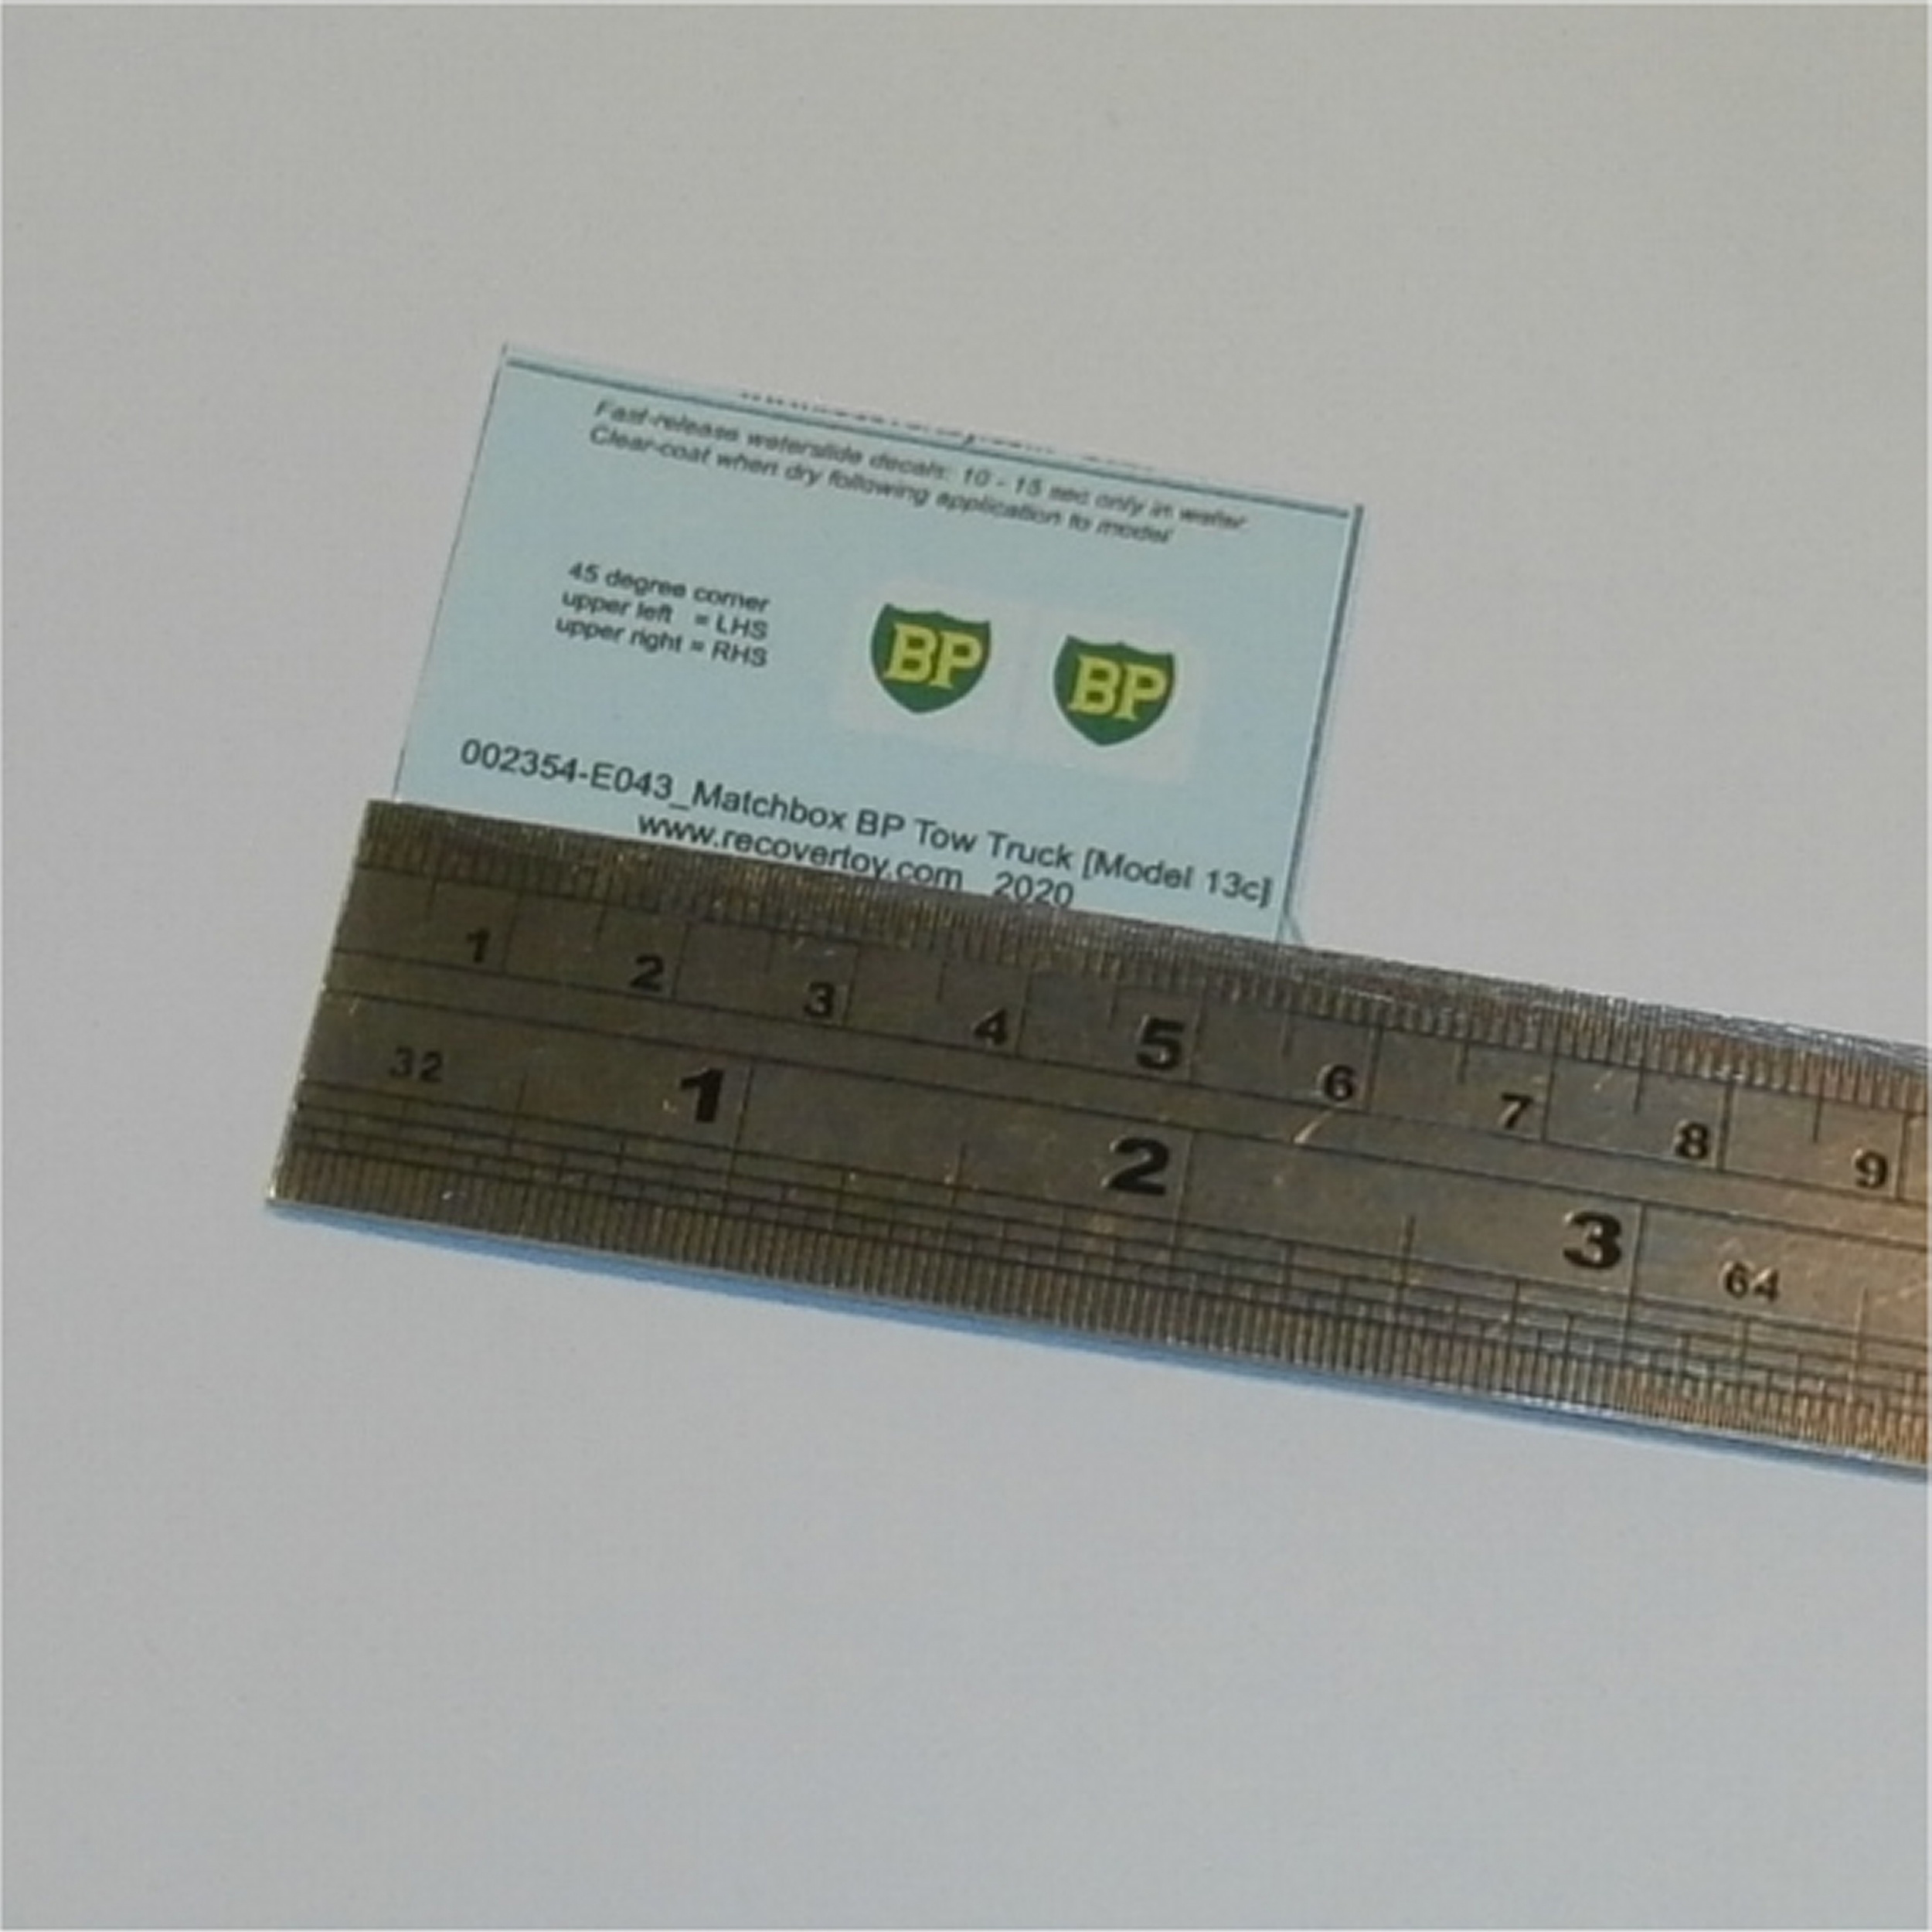 Fast-release waterslide decals: 10 - 15 sec only in water
Clear-coat when dry following application to model
45 degree corner
upper left = LHS
upper right = RHS
BP BP
002354-E043_Matchbox BP Tow Truck [Model 13c]
www.recovertoy.com 2020
1 2 3 4 5 6 7 8 9
32 1 2 3 64